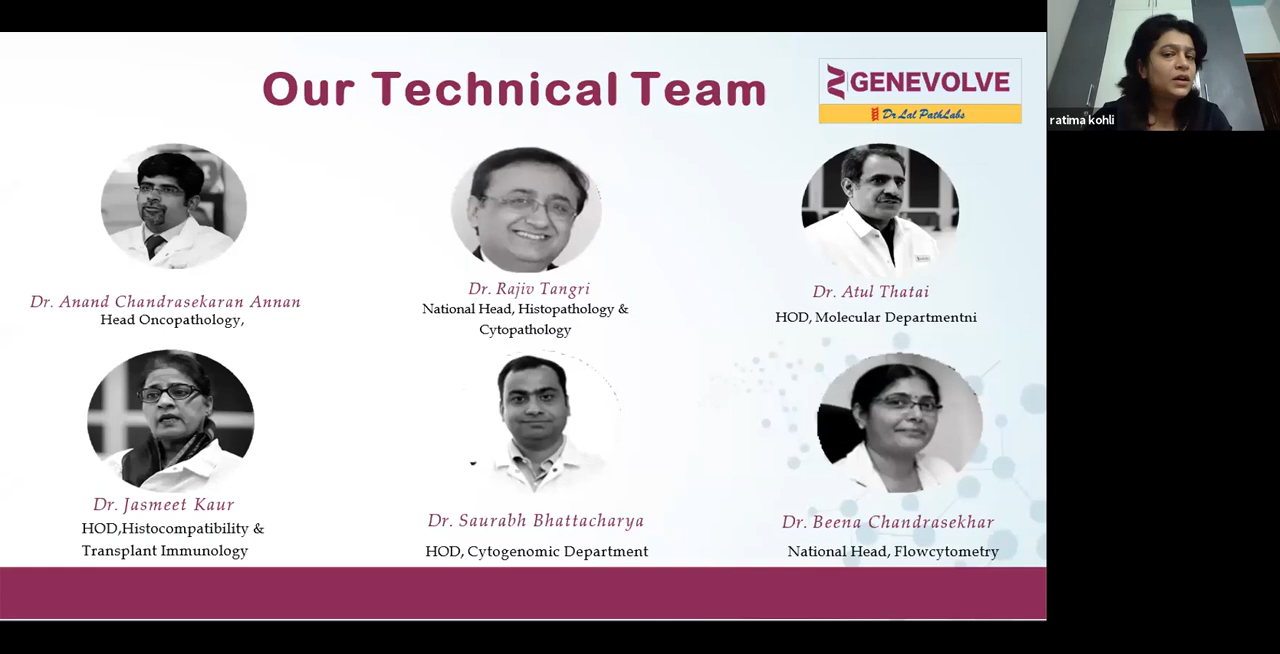 Our Technical Team
GENEVOLVE
Dr Lal PathLabs
ratima kohli
Dr. Anand Chandrasekaran Annan
Head Oncopathology,
Dr. Rajiv Tangri
National Head, Histopathology &
Cytopathology
Dr. Atul Thatai
HOD, Molecular Departmentni
Dr. Jasmeet Kaur
HOD,Histocompatibility &
Transplant Immunology
Dr. Saurabh Bhattacharya
HOD, Cytogenomic Department
Dr. Beena Chandrasekhar
National Head, Flowcytometry